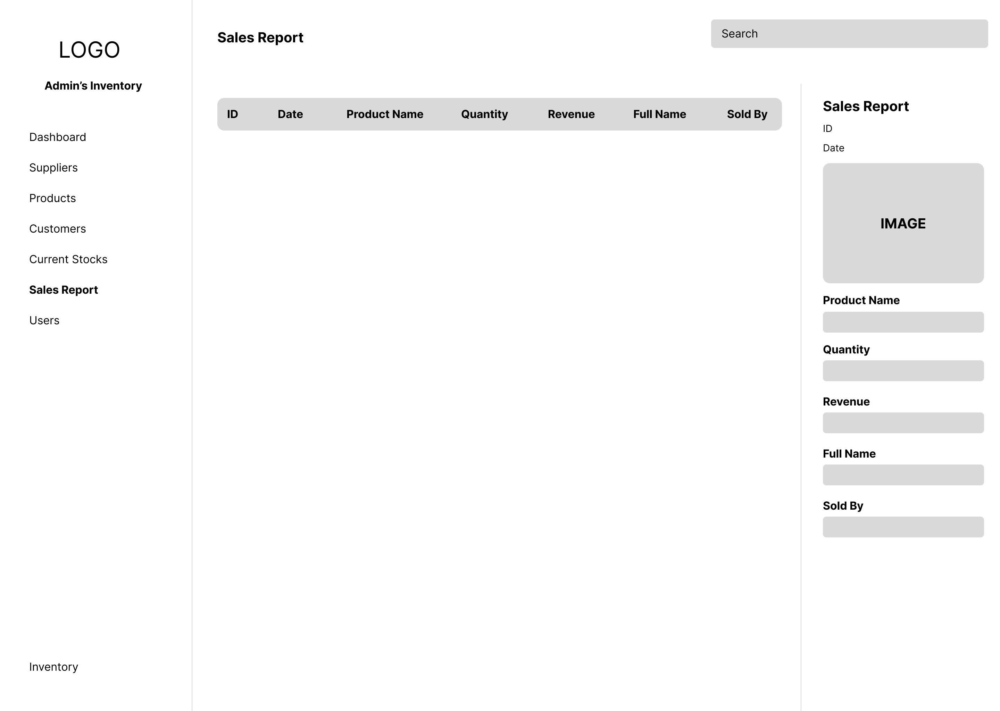 LOGO
Admin’s Inventory
Dashboard
Suppliers
Products
Customers
Current Stocks
Sales Report
Users
Inventory
Sales Report
Search
ID Date Product Name Quantity Revenue Full Name Sold By
Sales Report
ID
Date
IMAGE
Product Name
Quantity
Revenue
Full Name
Sold By